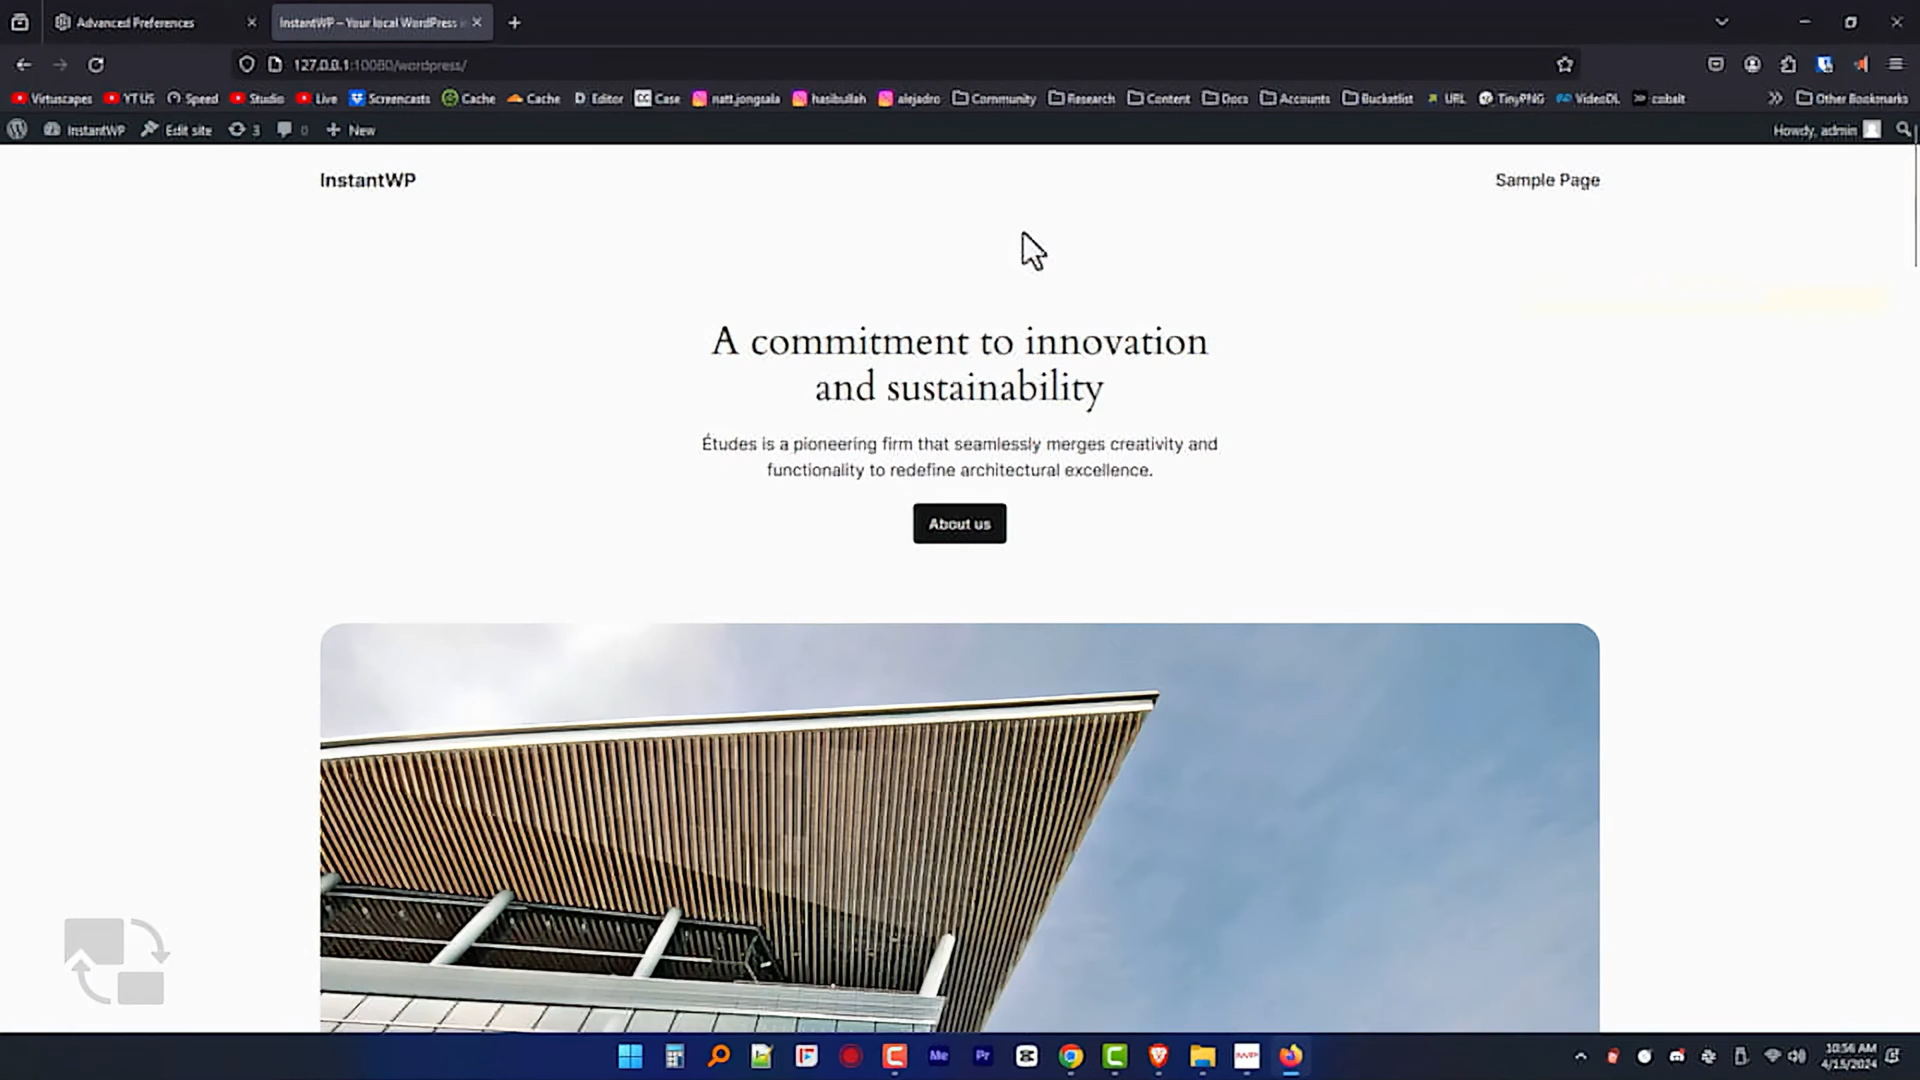 Advanced Preferences
InstantWP – Your local WordPress
127.0.0.1:10080/wordpress/
Virtuscapes YT US Speed Studio Live Screencasts Cache Cache Editor Case natt.jongsala hasibullah alejadro Community Research Content Docs Accounts Bucketlist URL TinyPNG VideoDL cobalt Other Bookmarks
InstantWP Edit site 3 0 New Howdy, admin
InstantWP Sample Page
A commitment to innovation
and sustainability
Études is a pioneering firm that seamlessly merges creativity and
functionality to redefine architectural excellence.
About us
10:56 AM
4/15/2024